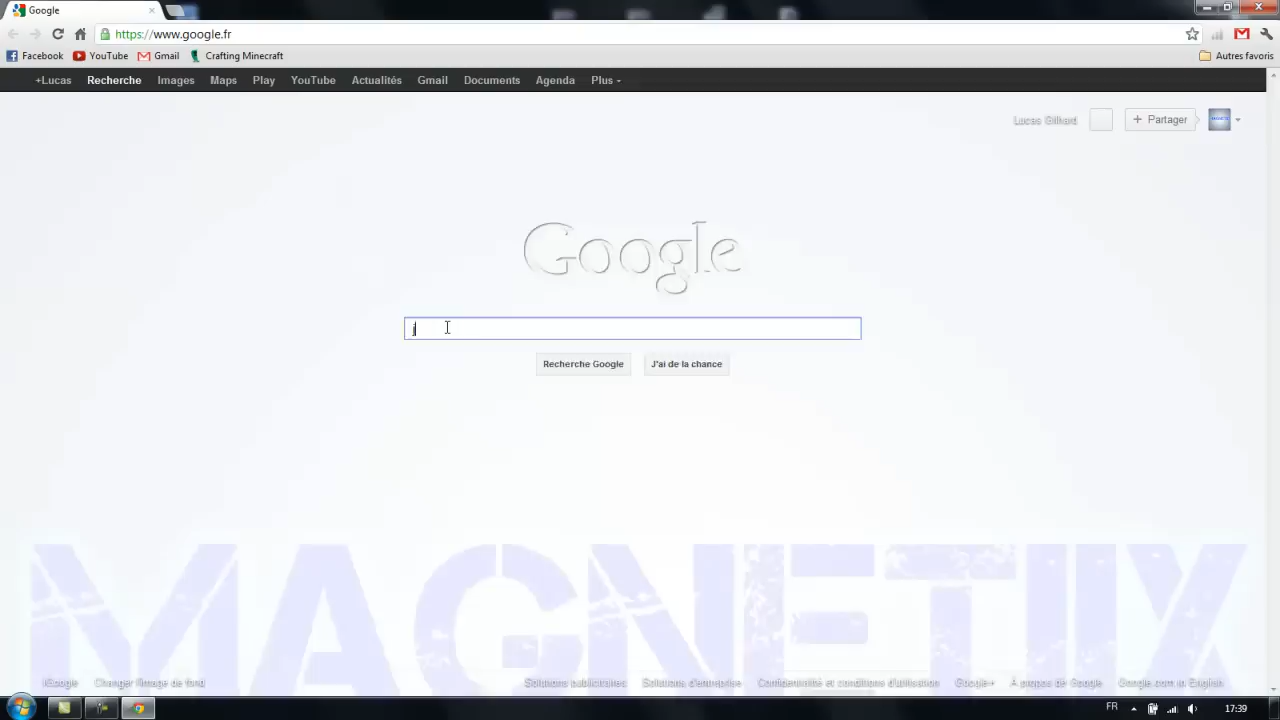 Google
https://www.google.fr
Facebook YouTube Gmail Crafting Minecraft Autres favoris
+Lucas Recherche Images Maps Play YouTube Actualités Gmail Documents Agenda Plus
Lucas Gilhard + Partager
Google
j
Recherche Google J'ai de la chance
MAGNETIX
iGoogle Changer l'image de fond Solutions publicitaires Solutions d'entreprise Confidentialité et conditions d'utilisation Google+ À propos de Google Google.com in English
FR 17:39